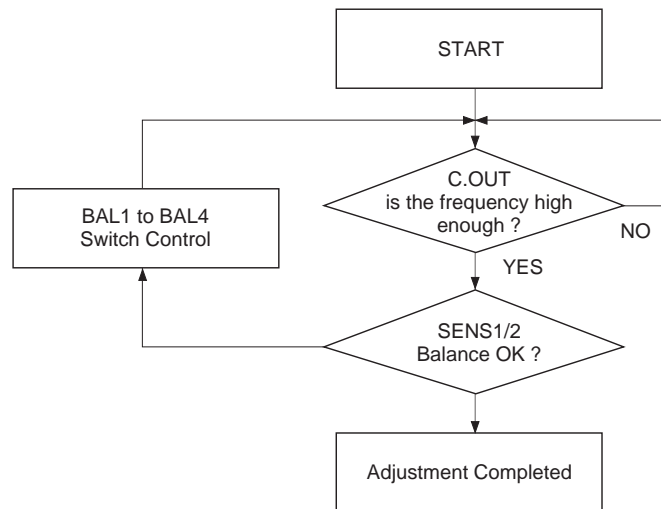 START
C.OUT
is the frequency high
enough ?
NO
YES
BAL1 to BAL4
Switch Control
SENS1/2
Balance OK ?
Adjustment Completed